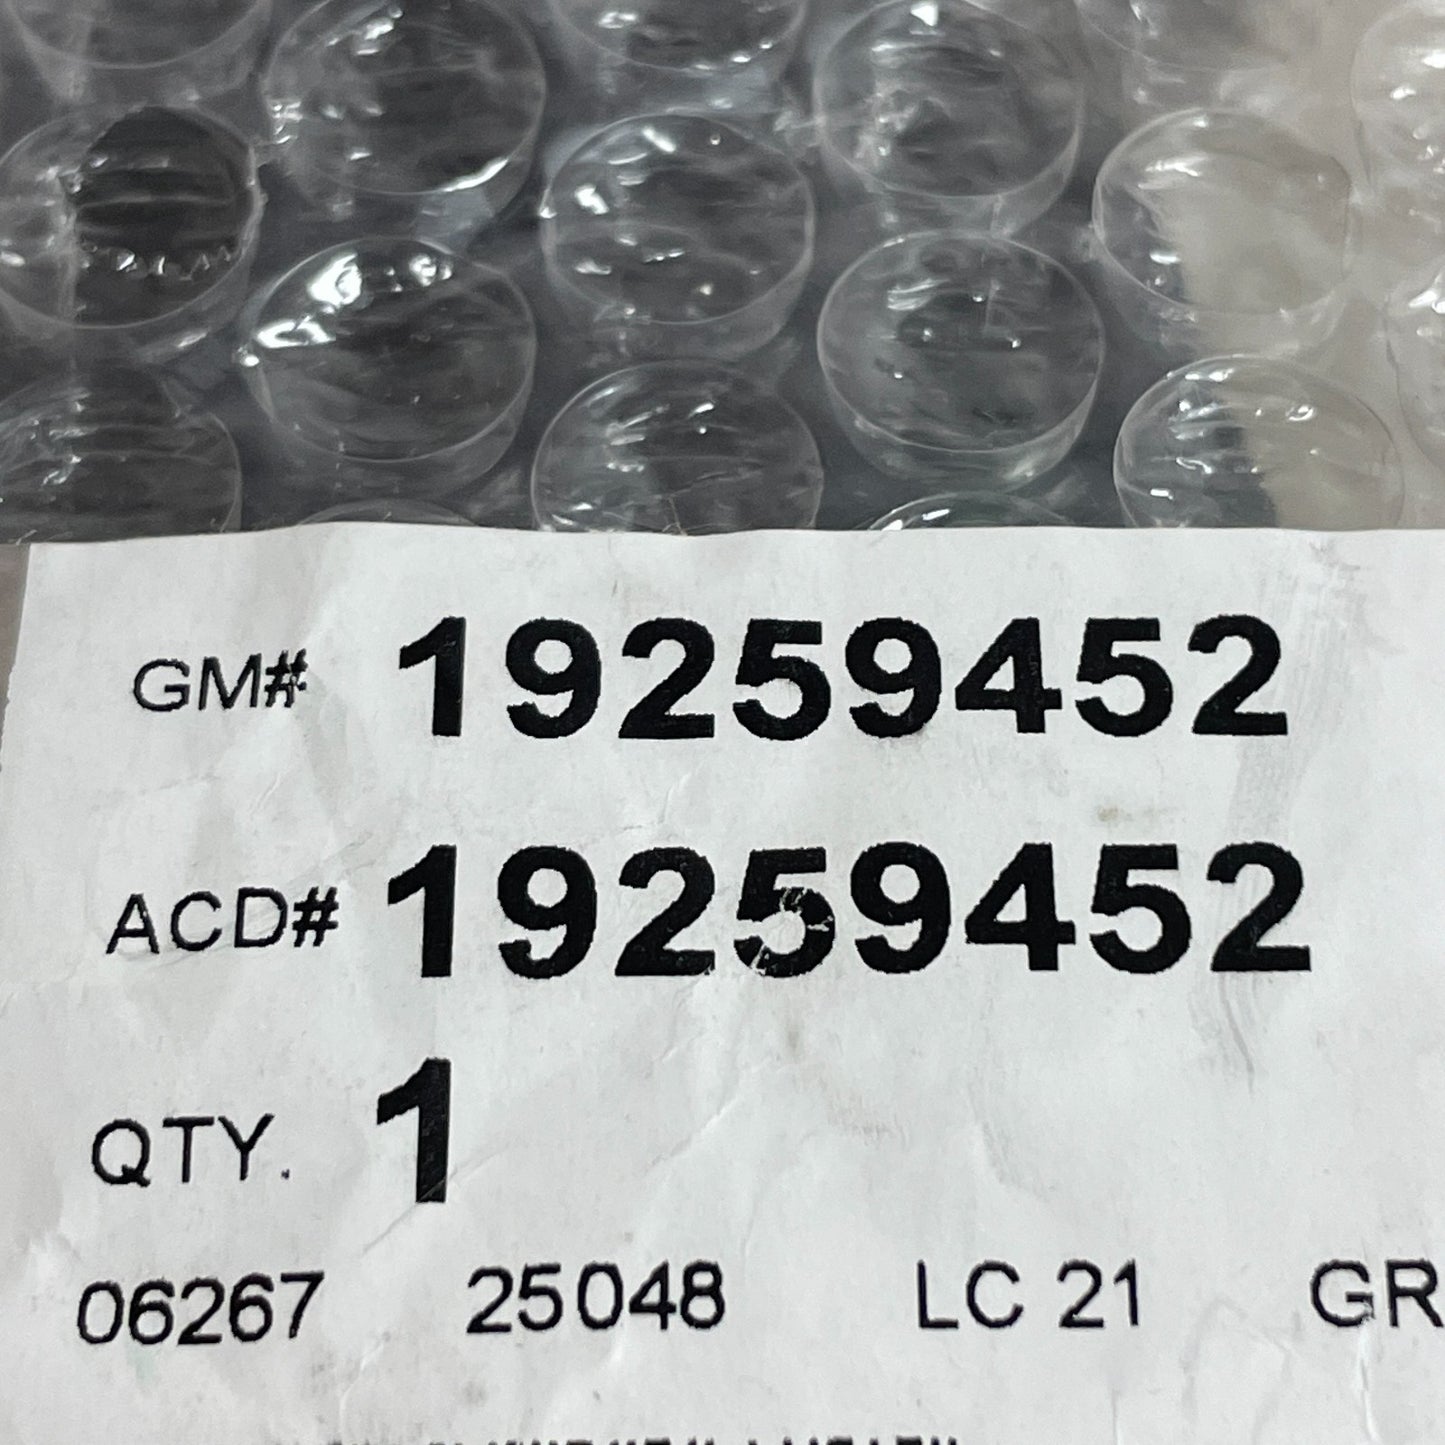 GM# 19259452
ACD# 19259452
QTY. 1
06267 25048 LC 21 GR